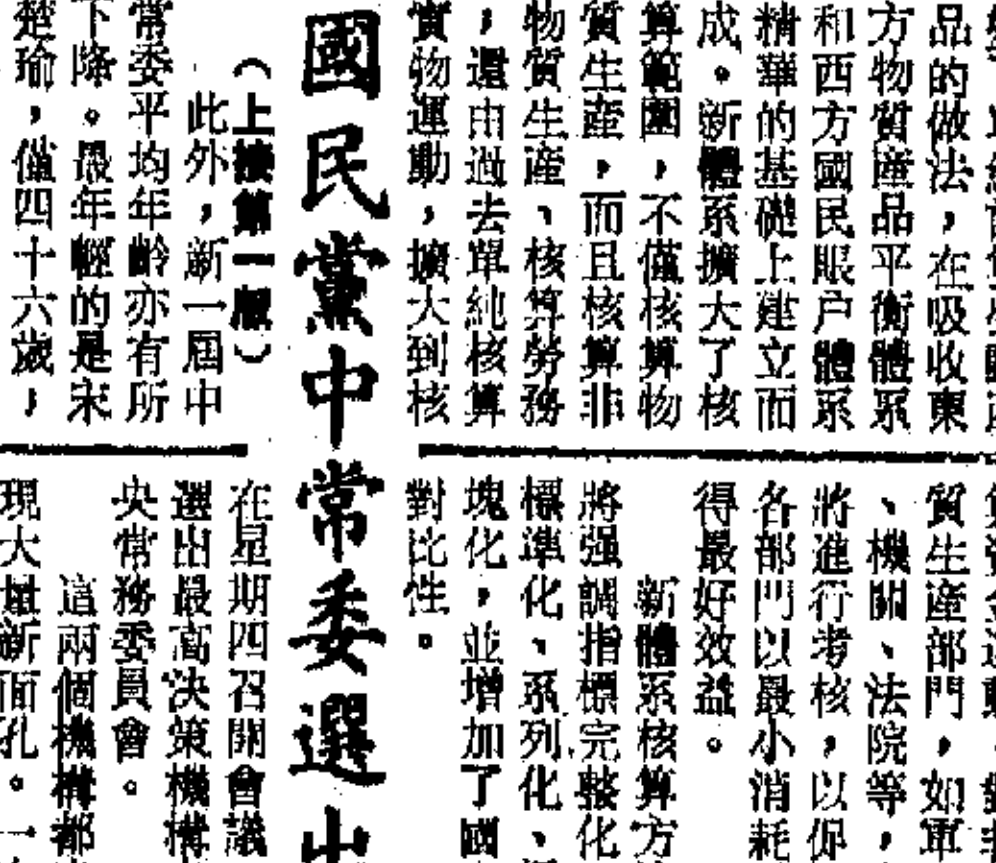 品的做法，在吸收東
方物質產品平衡體系
和西方國民賬户體系
精華的基礎上建立而
成。新體系擴大了核
算範圍，不僅核算物
質生產，而且核算非
物質生產、核算勞務
，還由過去單純核算
實物運動，擴大到核
質生産部門，如軍
、機關、法院等，
將進行考核，以保
各部門以最小消耗
得最好效益。
新體系核算方
將强調指標完整化
標準化、系列化、
塊化，並增加了國
對比性。
國民黨中常委選出
（上接第一版）
此外，新一屆中
常委平均年齡亦有所
下降。最年輕的是宋
楚瑜，僅四十六歲，
在星期四召開會議
選出最高決策機構
央常務委員會。
這兩個機構都
現大量新面孔。一